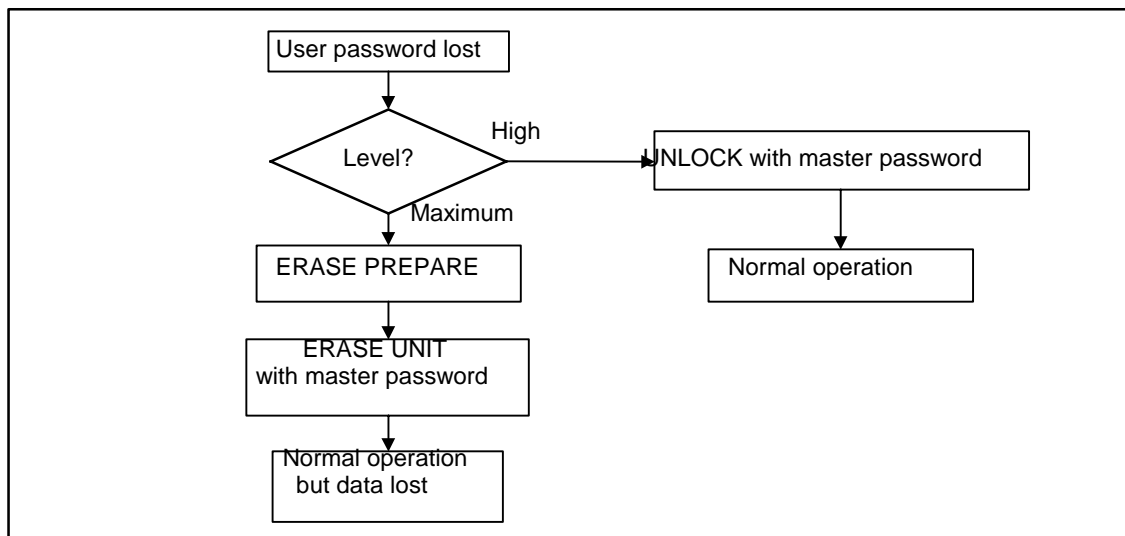 User password lost
High
Level?
UNLOCK with master password
Maximum
ERASE PREPARE
Normal operation
ERASE UNIT
with master password
Normal operation
but data lost